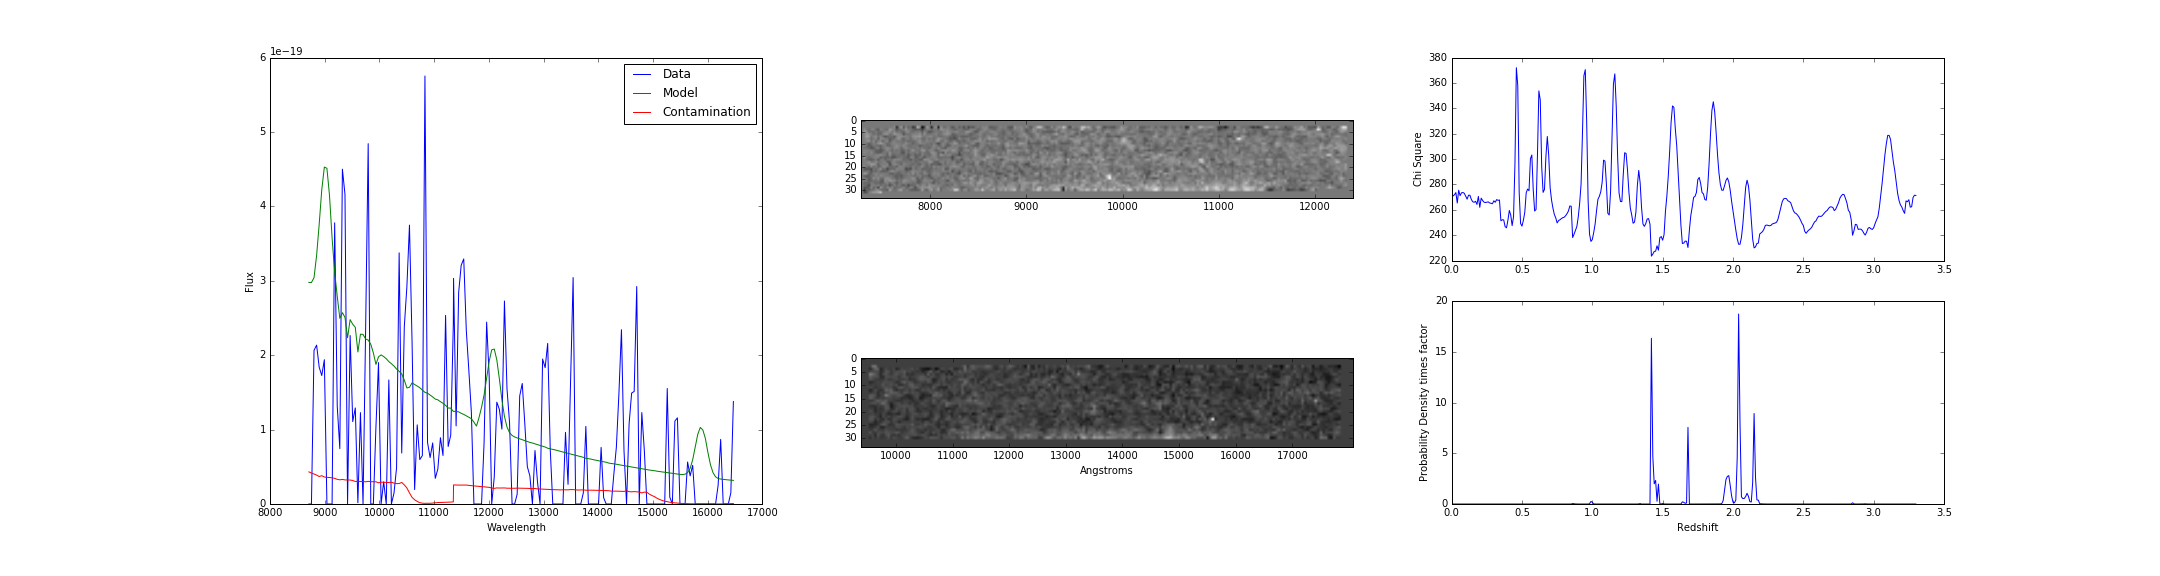 1e−19
6
5
4
3
2
1
0
Flux
8000 9000 10000 11000 12000 13000 14000 15000 16000 17000
Wavelength
Data
Model
Contamination
0
5
10
15
20
25
30
8000 9000 10000 11000 12000
0
5
10
15
20
25
30
10000 11000 12000 13000 14000 15000 16000 17000
Angstroms
380
360
340
320
300
280
260
240
220
Chi Square
0.0 0.5 1.0 1.5 2.0 2.5 3.0 3.5
20
15
10
5
0
Probability Density times factor
0.0 0.5 1.0 1.5 2.0 2.5 3.0 3.5
Redshift